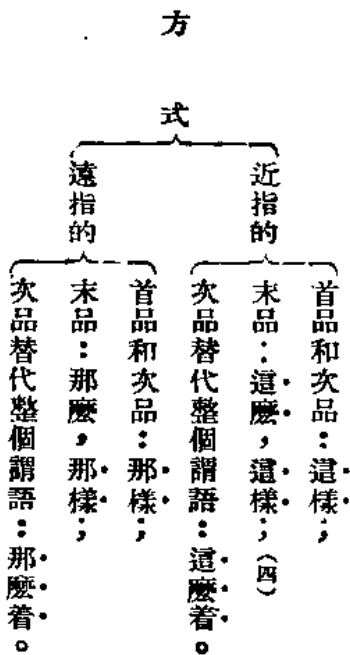 方式
近指的
首品和次品：這樣；
末品：這麼，這樣；（四）
次品替代整個謂語：這麼着。
遠指的
首品和次品：那樣；
末品：那麼，那樣；
次品替代整個謂語：那麼着。